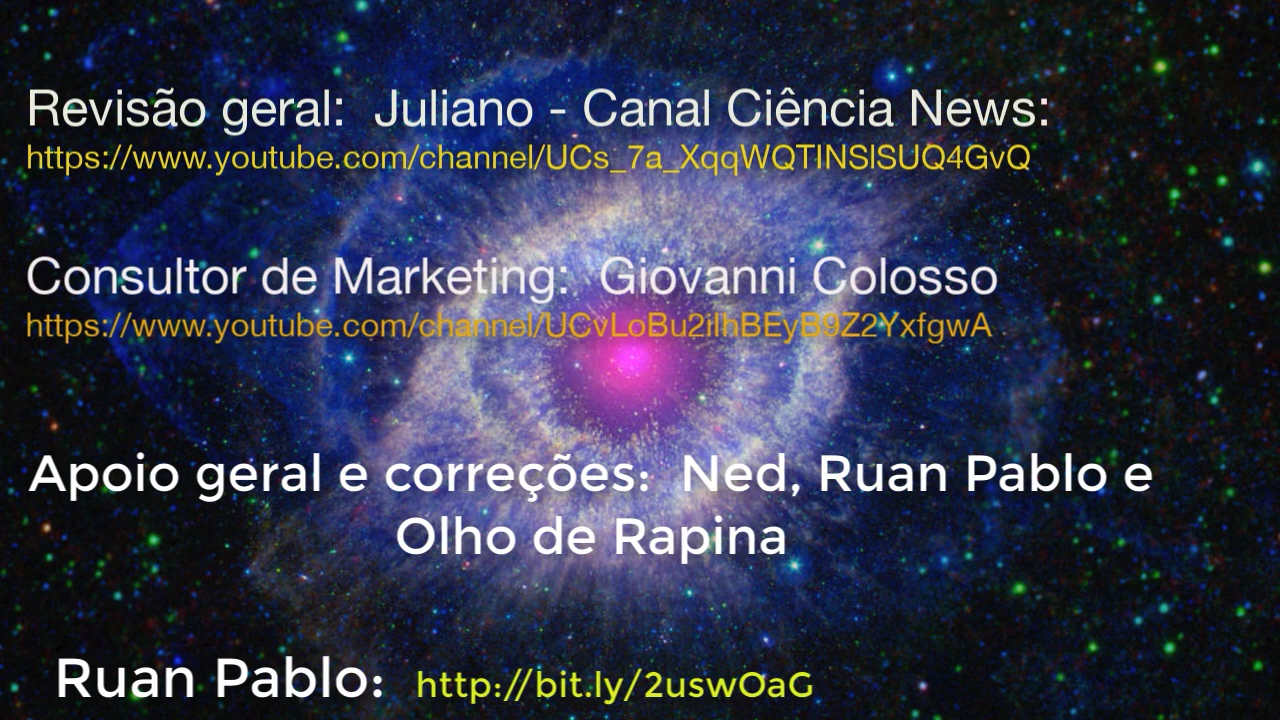 Revisão geral: Juliano - Canal Ciência News:
https://www.youtube.com/channel/UCs_7a_XqqWQTINSlSUQ4GvQ
Consultor de Marketing: Giovanni Colosso
https://www.youtube.com/channel/UCvLoBu2iIhBEyB9Z2YxfgwA
Apoio geral e correções: Ned, Ruan Pablo e
Olho de Rapina
Ruan Pablo: http://bit.ly/2uswOaG